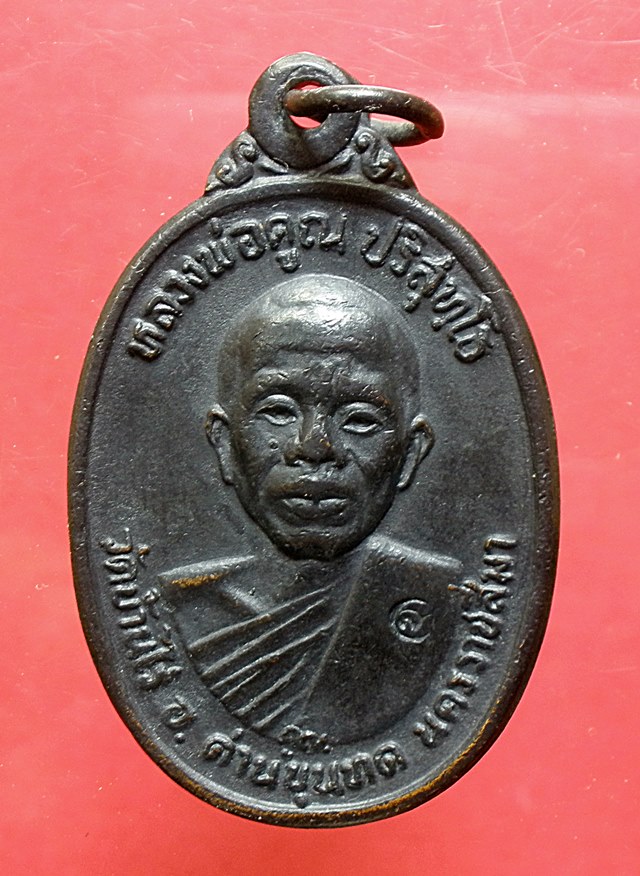 หลวงพ่อคูณ ปริสุทฺโธ
วัดบ้านไร่ อ. ด่านขุนทด นครราชสีมา